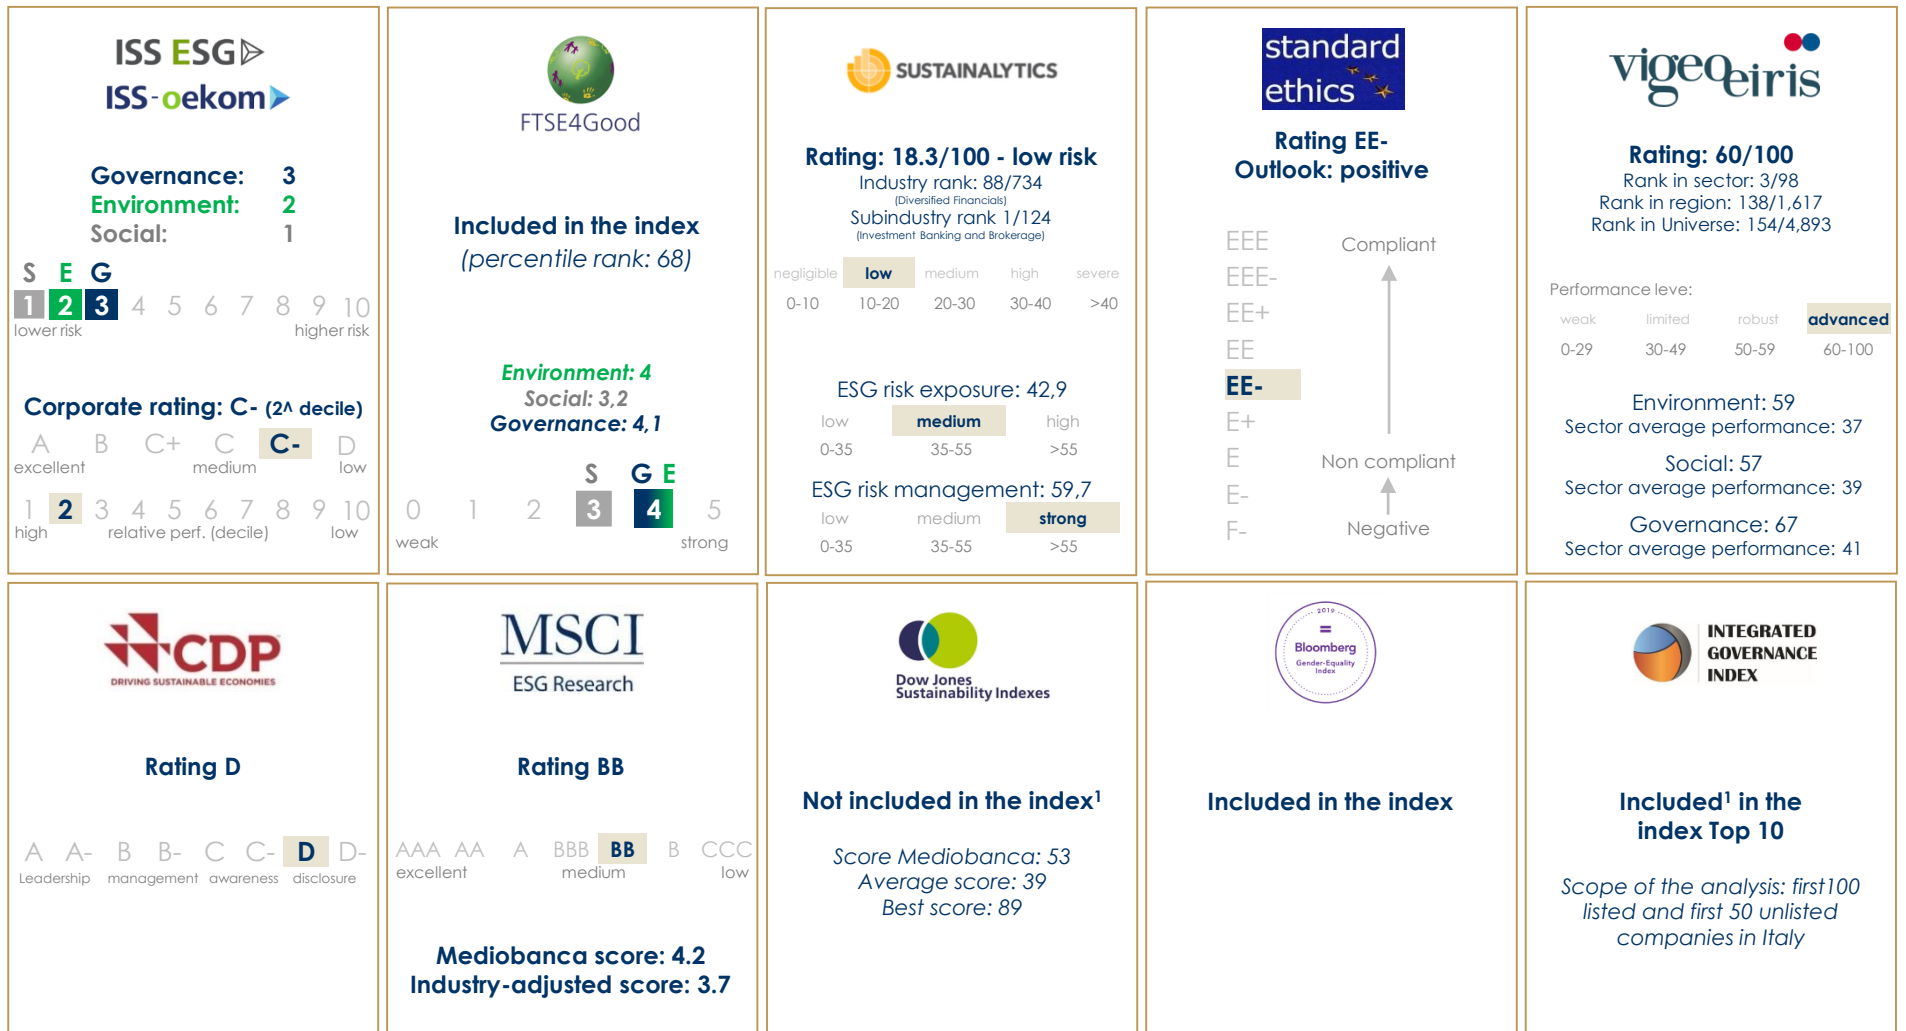 ISS ESG
ISS-oekom
Governance: 3
Environment: 2
Social: 1
S E G
1 2 3 4 5 6 7 8 9 10
lower risk higher risk
Corporate rating: C- (2^ decile)
A B C+ C C- D
excellent medium low
1 2 3 4 5 6 7 8 9 10
high relative perf. (decile) low
FTSE4Good
Included in the index
(percentile rank: 68)
Environment: 4
Social: 3,2
Governance: 4,1
S G E
0 1 2 3 4 5
weak strong
SUSTAINALYTICS
Rating: 18.3/100 - low risk
Industry rank: 88/734
(Diversified Financials)
Subindustry rank 1/124
(Investment Banking and Brokerage)
negligible low medium high severe
0-10 10-20 20-30 30-40 >40
ESG risk exposure: 42,9
low medium high
0-35 35-55 >55
ESG risk management: 59,7
low medium strong
0-35 35-55 >55
standard
ethics
Rating EE-
Outlook: positive
EEE
Compliant
EEE-
EE+
EE
EE-
E+
E
Non compliant
E-
F-
Negative
vigeoeiris
Rating: 60/100
Rank in sector: 3/98
Rank in region: 138/1,617
Rank in Universe: 154/4,893
Performance leve:
weak limited robust advanced
0-29 30-49 50-59 60-100
Environment: 59
Sector average performance: 37
Social: 57
Sector average performance: 39
Governance: 67
Sector average performance: 41
CDP
DRIVING SUSTAINABLE ECONOMIES
Rating D
A A- B B- C C- D D-
Leadership management awareness disclosure
MSCI
ESG Research
Rating BB
AAA AA A BBB BB B CCC
excellent medium low
Mediobanca score: 4.2
Industry-adjusted score: 3.7
Dow Jones
Sustainability Indexes
Not included in the index¹
Score Mediobanca: 53
Average score: 39
Best score: 89
2019
Bloomberg
Gender-Equality
Index
Included in the index
INTEGRATED
GOVERNANCE
INDEX
Included¹ in the
index Top 10
Scope of the analysis: first100
listed and first 50 unlisted
companies in Italy